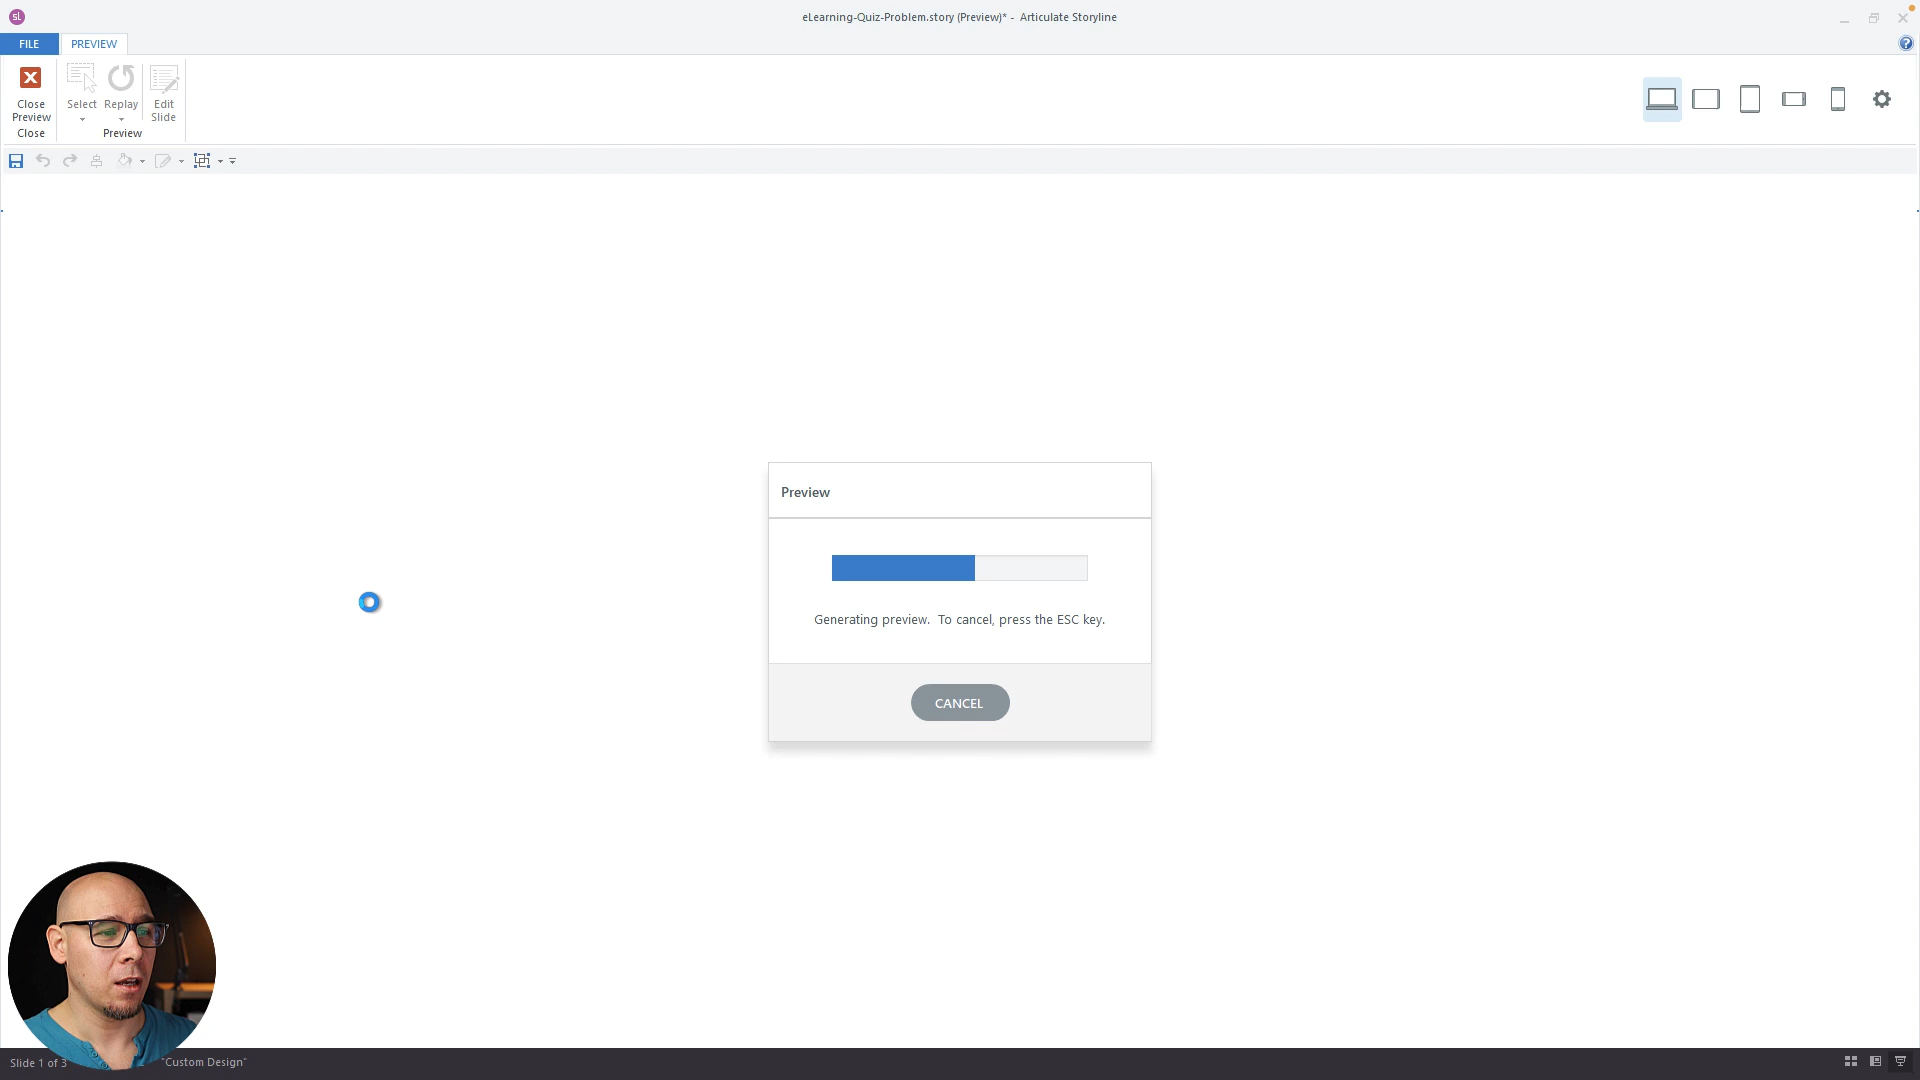 sl
eLearning-Quiz-Problem.story (Preview)* -  Articulate Storyline
FILE
PREVIEW
?
Close
Preview
Select
Replay
Edit
Slide
Close
Preview
Preview
Generating preview.  To cancel, press the ESC key.
CANCEL
Slide 1 of 3
"Custom Design"